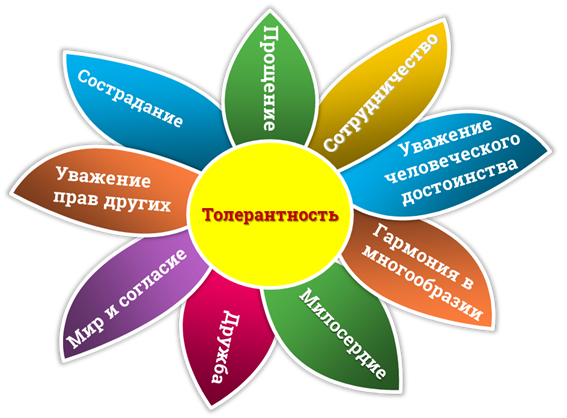 Прощение
Сотрудничество
Уважение
человеческого
достоинства
Гармония в
многообразии
Милосердие
Дружба
Мир и согласие
Уважение
прав других
Сострадание
Толерантность